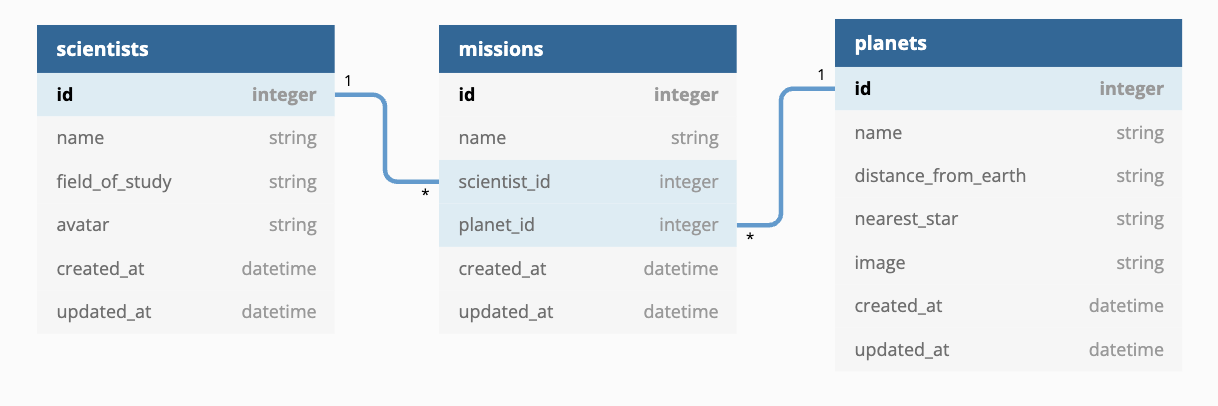 scientists
id integer
name string
field_of_study string
avatar string
created_at datetime
updated_at datetime
1
*
missions
id integer
name string
scientist_id integer
planet_id integer
created_at datetime
updated_at datetime
1
*
planets
id integer
name string
distance_from_earth string
nearest_star string
image string
created_at datetime
updated_at datetime